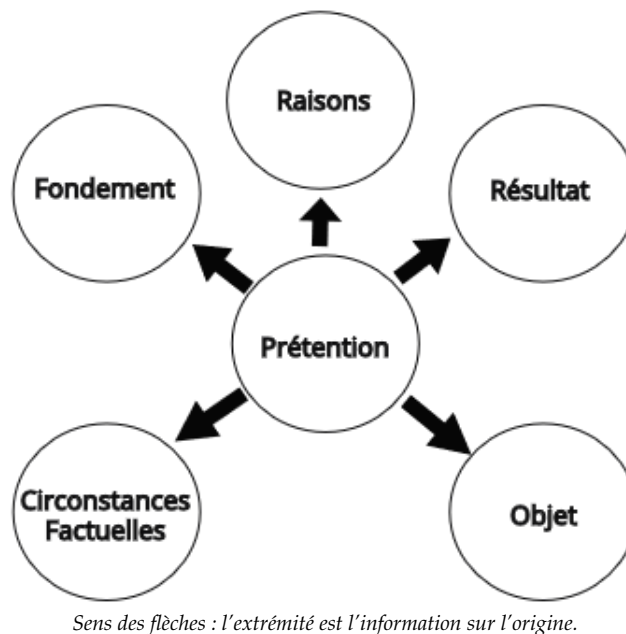 Raisons
Fondement
Résultat
Prétention
Circonstances
Factuelles
Objet
Sens des flèches : l'extrémité est l'information sur l'origine.